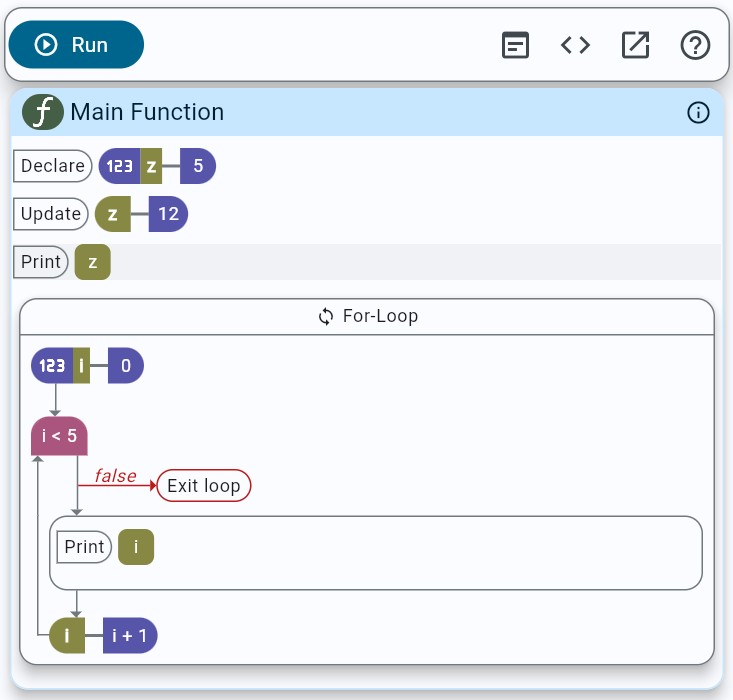 Run
Main Function
Declare 123 z 5
Update z 12
Print z
For-Loop
123 i 0
i < 5
false
Exit loop
Print i
i i + 1